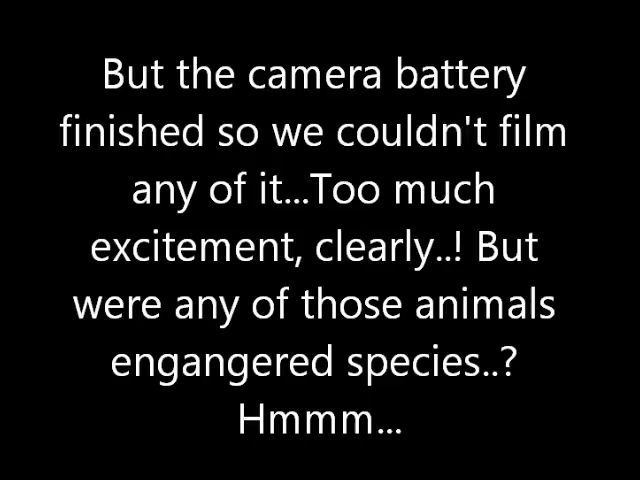 But the camera battery
finished so we couldn't film
any of it...Too much
excitement, clearly..! But
were any of those animals
engangered species..?
Hmmm...